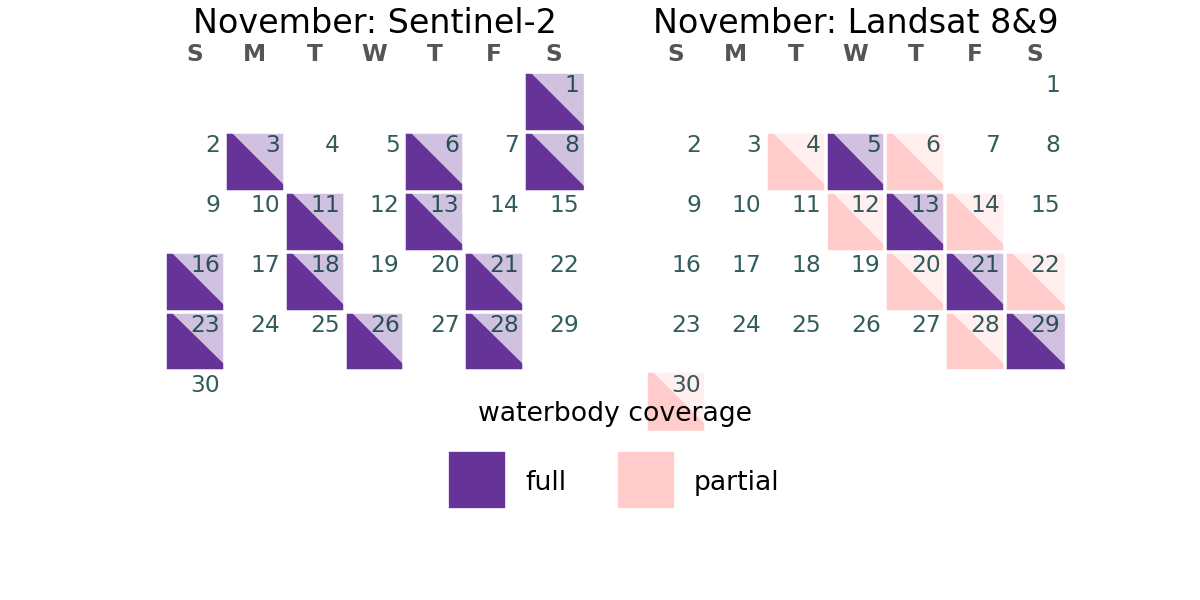 November: Sentinel-2
S M T W T F S
1
2 3 4 5 6 7 8
9 10 11 12 13 14 15
16 17 18 19 20 21 22
23 24 25 26 27 28 29
30
November: Landsat 8&9
S M T W T F S
1
2 3 4 5 6 7 8
9 10 11 12 13 14 15
16 17 18 19 20 21 22
23 24 25 26 27 28 29
30
waterbody coverage
full partial